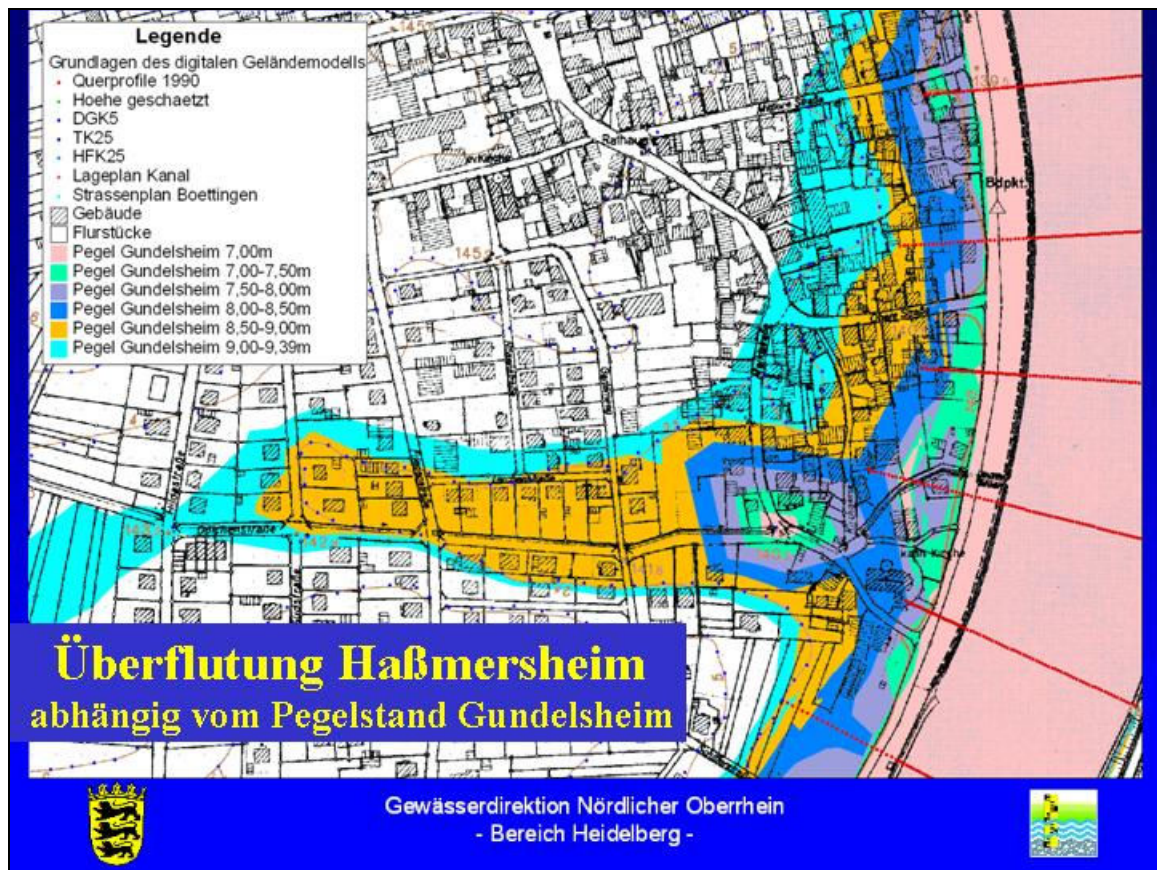 Legende
Grundlagen des digitalen Geländemodells
Querprofile 1990
Hoehe geschaetzt
DGK5
TK25
HFK25
Lageplan Kanal
Strassenplan Boettingen
Gebäude
Flurstücke
Pegel Gundelsheim 7,00m
Pegel Gundelsheim 7,00-7,50m
Pegel Gundelsheim 7,50-8,00m
Pegel Gundelsheim 8,00-8,50m
Pegel Gundelsheim 8,50-9,00m
Pegel Gundelsheim 9,00-9,39m
Rathaus
Bdpkt.
Überflutung Haßmersheim
abhängig vom Pegelstand Gundelsheim
Gewässerdirektion Nördlicher Oberrhein
- Bereich Heidelberg -